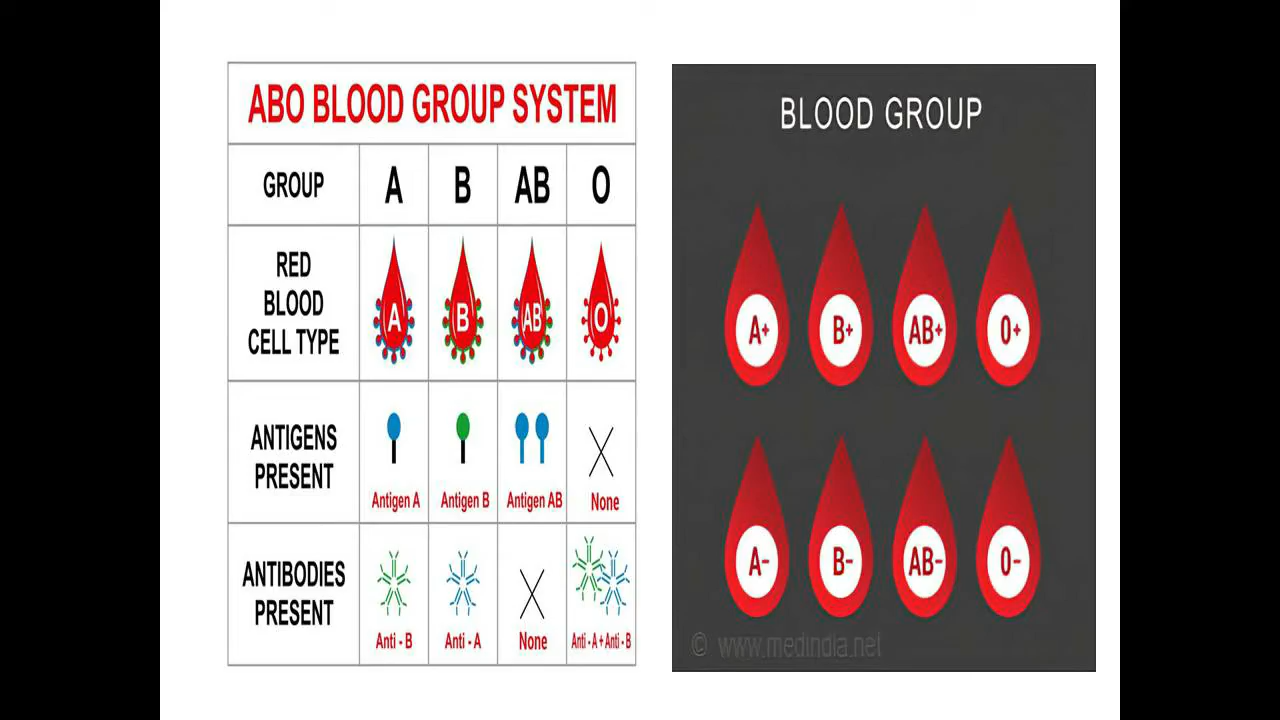 ABO BLOOD GROUP SYSTEM
GROUP A B AB O
RED
BLOOD
CELL TYPE
A B AB O
ANTIGENS
PRESENT
Antigen A Antigen B Antigen AB None
ANTIBODIES
PRESENT
Anti - B Anti - A None Anti - A + Anti - B
BLOOD GROUP
A+ B+ AB+ O+
A− B− AB− O−
© www.medindia.net